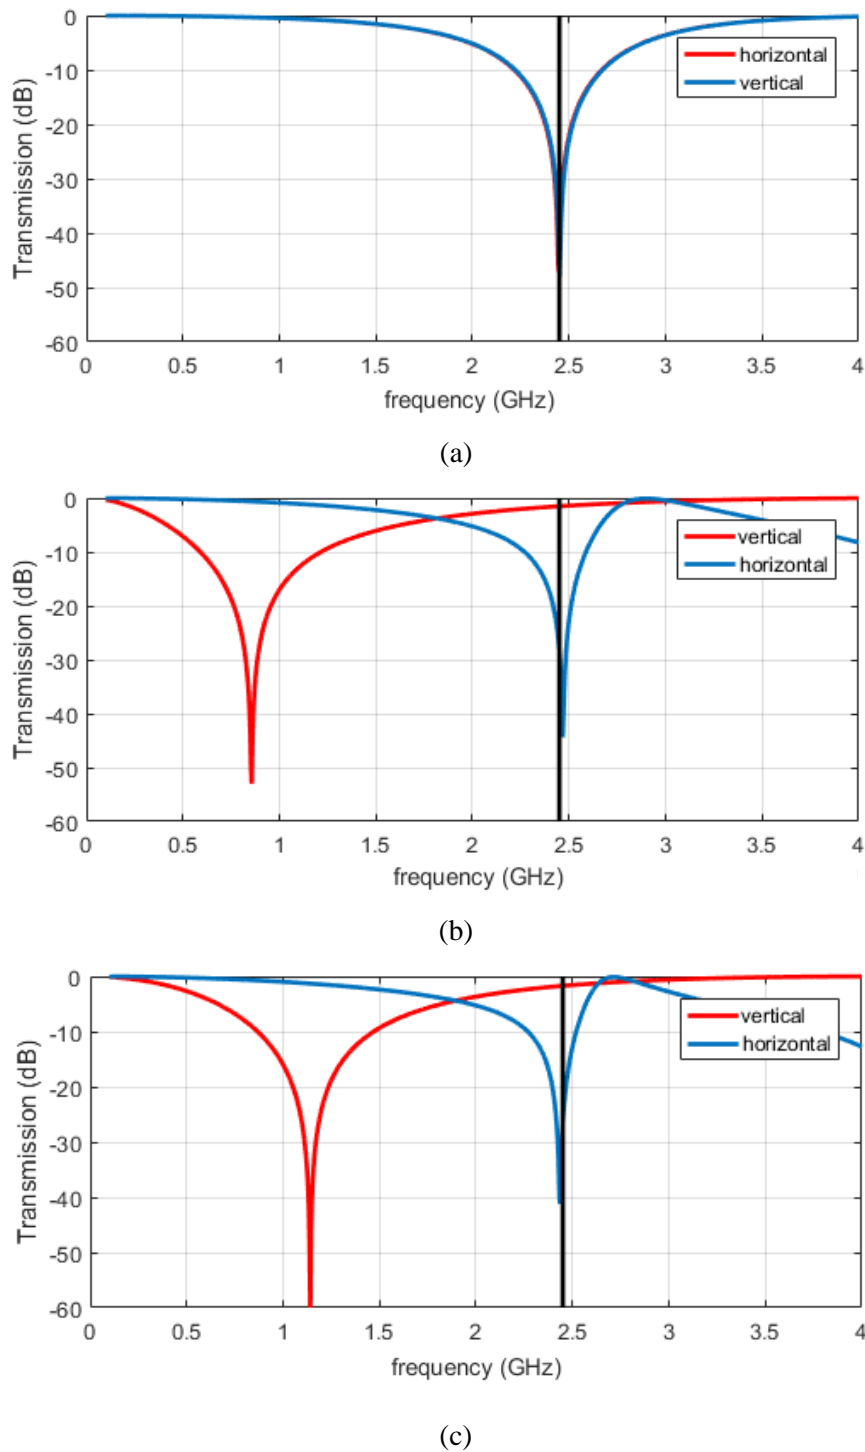 0
-10
-20
-30
-40
-50
-60
Transmission (dB)
horizontal
vertical
0 0.5 1 1.5 2 2.5 3 3.5 4
frequency (GHz)
(a)
0
-10
-20
-30
-40
-50
-60
Transmission (dB)
vertical
horizontal
0 0.5 1 1.5 2 2.5 3 3.5 4
frequency (GHz)
(b)
0
-10
-20
-30
-40
-50
-60
Transmission (dB)
vertical
horizontal
0 0.5 1 1.5 2 2.5 3 3.5 4
frequency (GHz)
(c)